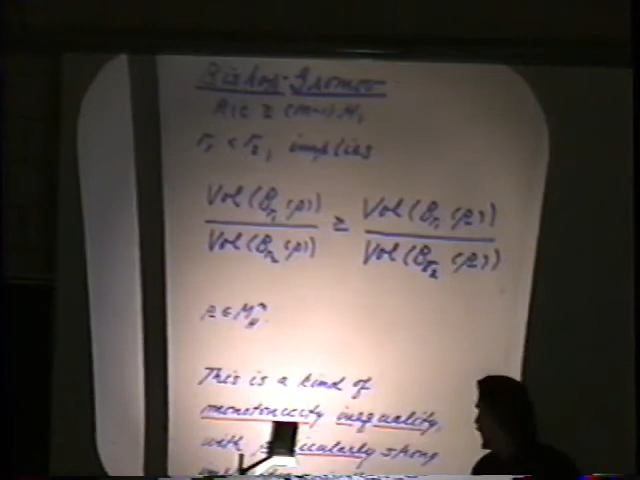 Bishop-Gromov
Ric ≥ (n-1)H,
r₁ < r₂, implies
Vol(B_{r₁}(p)) / Vol(B_{r₂}(p)) ≥ Vol(B_{r₁}(p)) / Vol(B_{r₂}(p))
p ∈ M_H^n.
This is a kind of
monotonicity inequality,
with strong